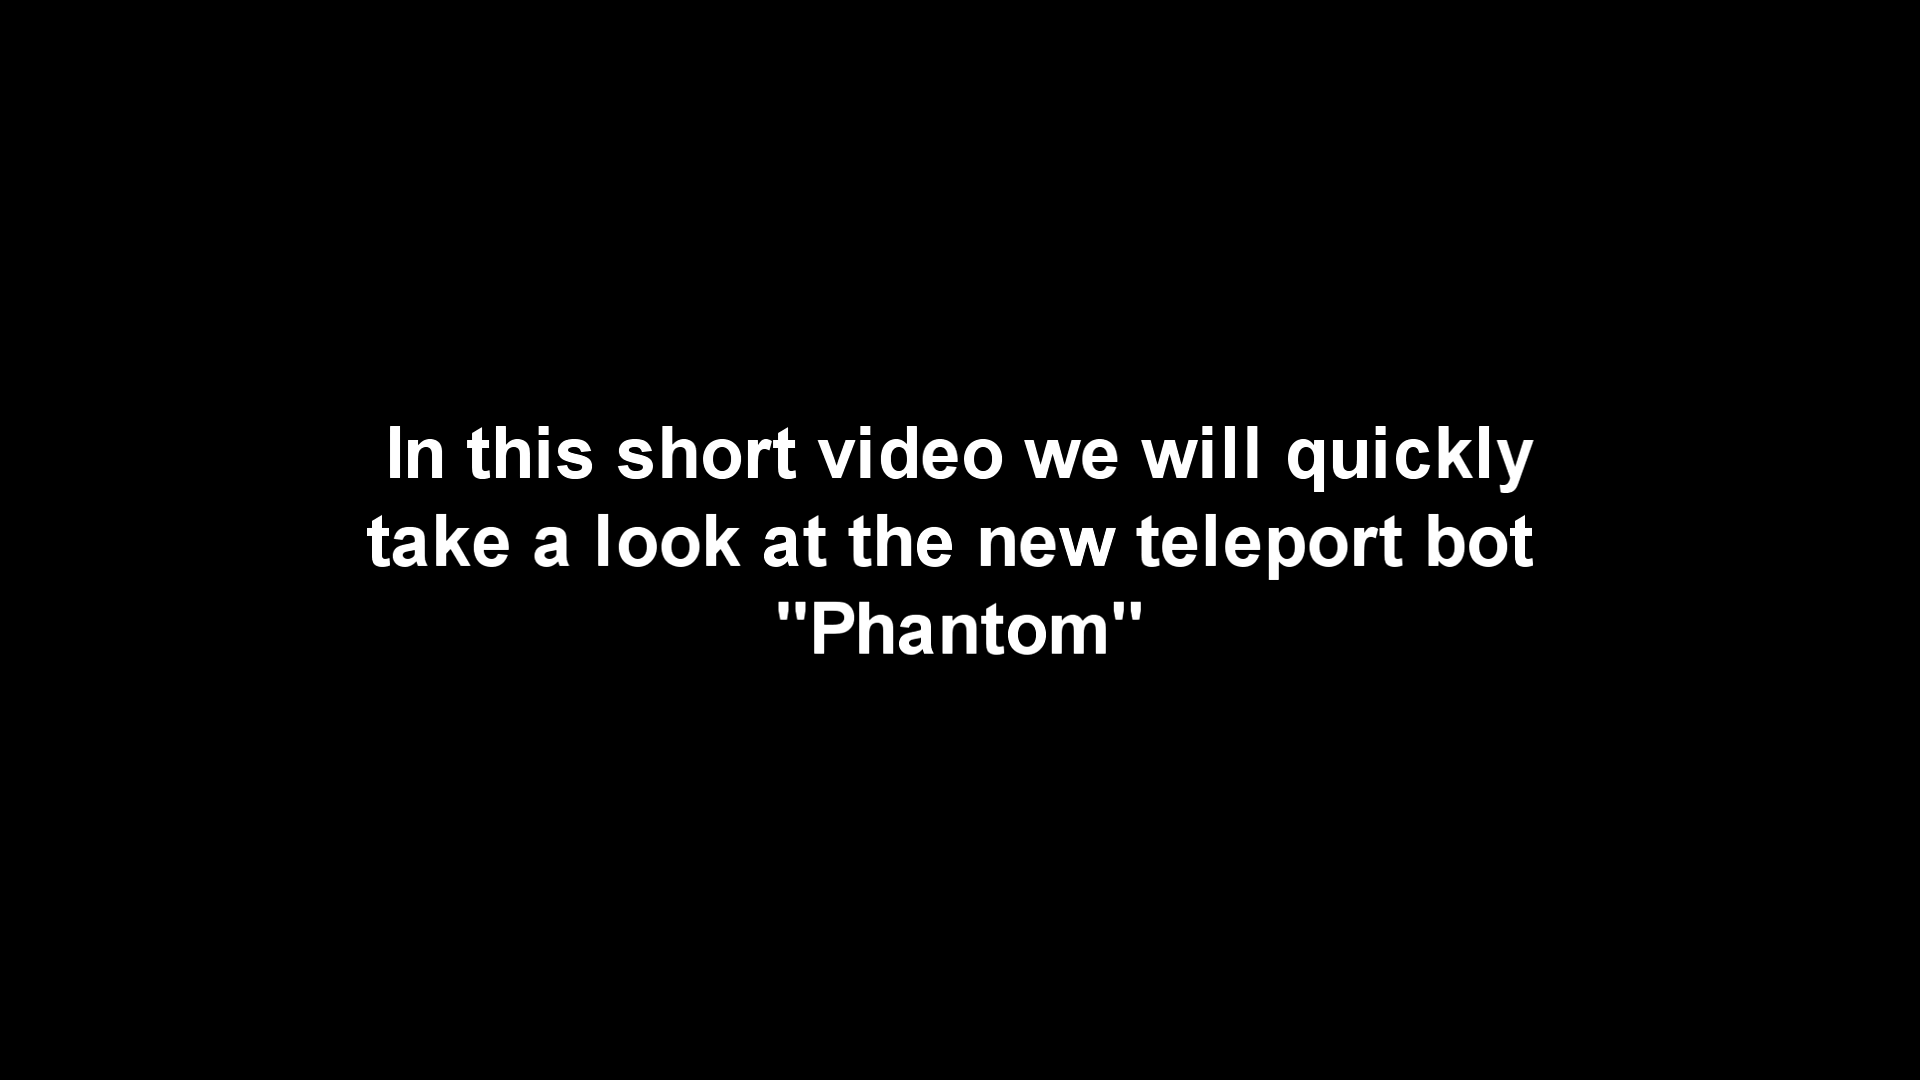 In this short video we will quickly
take a look at the new teleport bot
"Phantom"